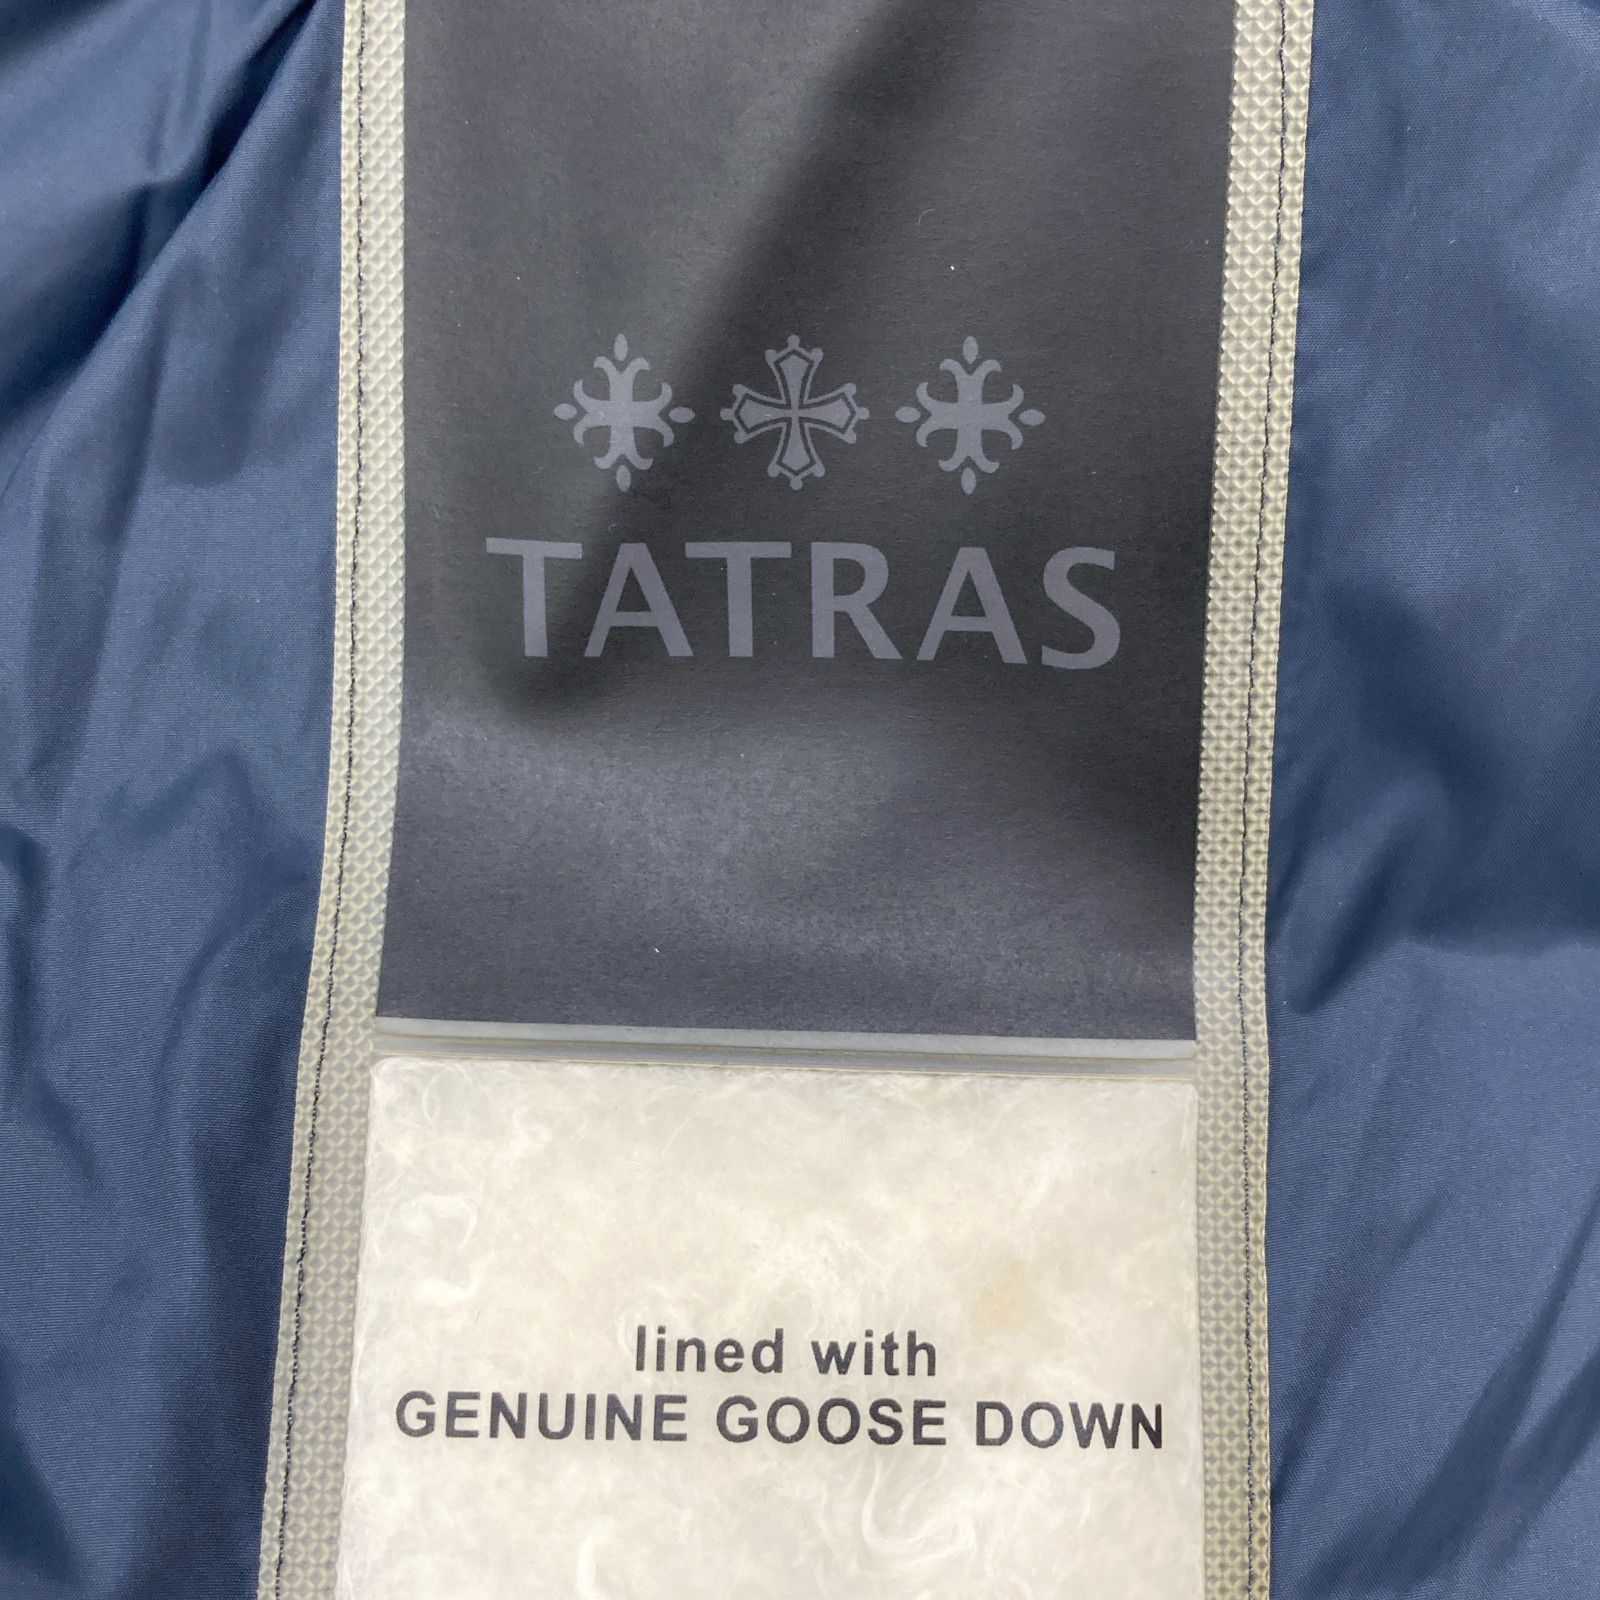 TATRAS
lined with
GENUINE GOOSE DOWN